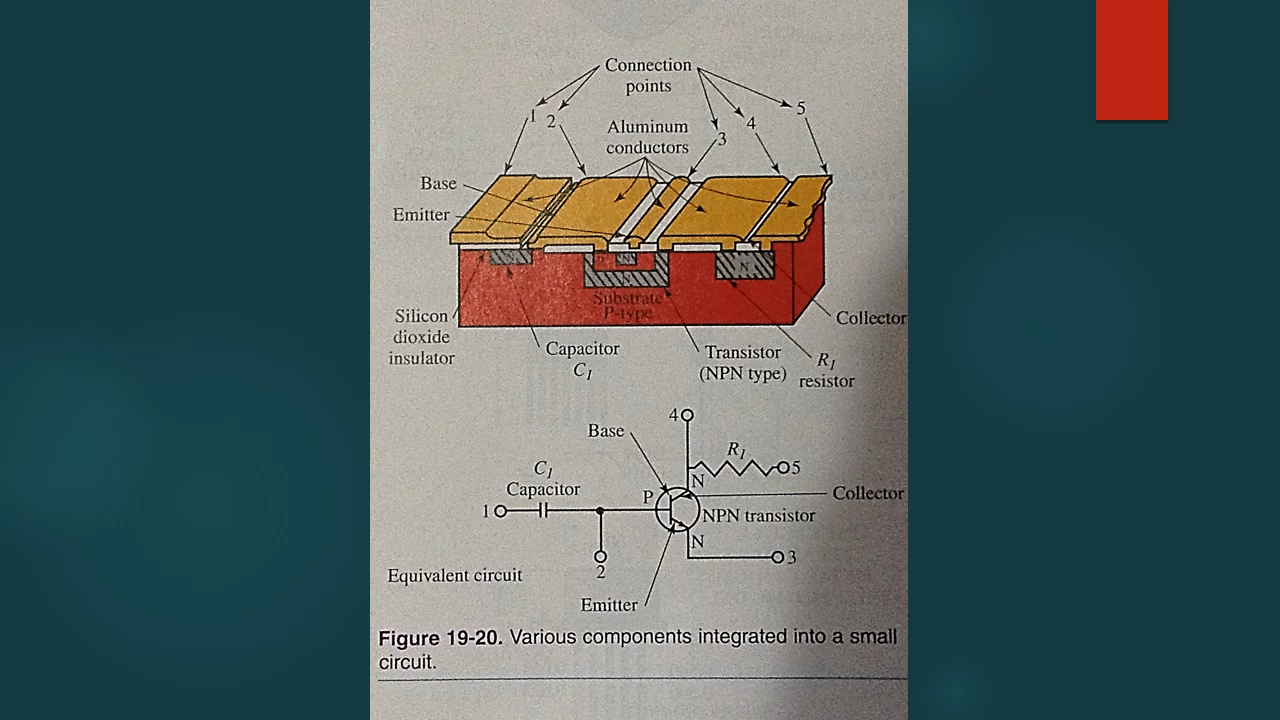 Connection
points
1
2
3
4
5
Aluminum
conductors
Base
Emitter
N
N
N
N
Substrate
P-type
Silicon
dioxide
insulator
Capacitor
C1
Transistor
(NPN type)
R1
resistor
Collector
4
Base
R1
5
C1
Capacitor
N
P
Collector
1
NPN transistor
N
3
2
Equivalent circuit
Emitter
Figure 19-20. Various components integrated into a small
circuit.